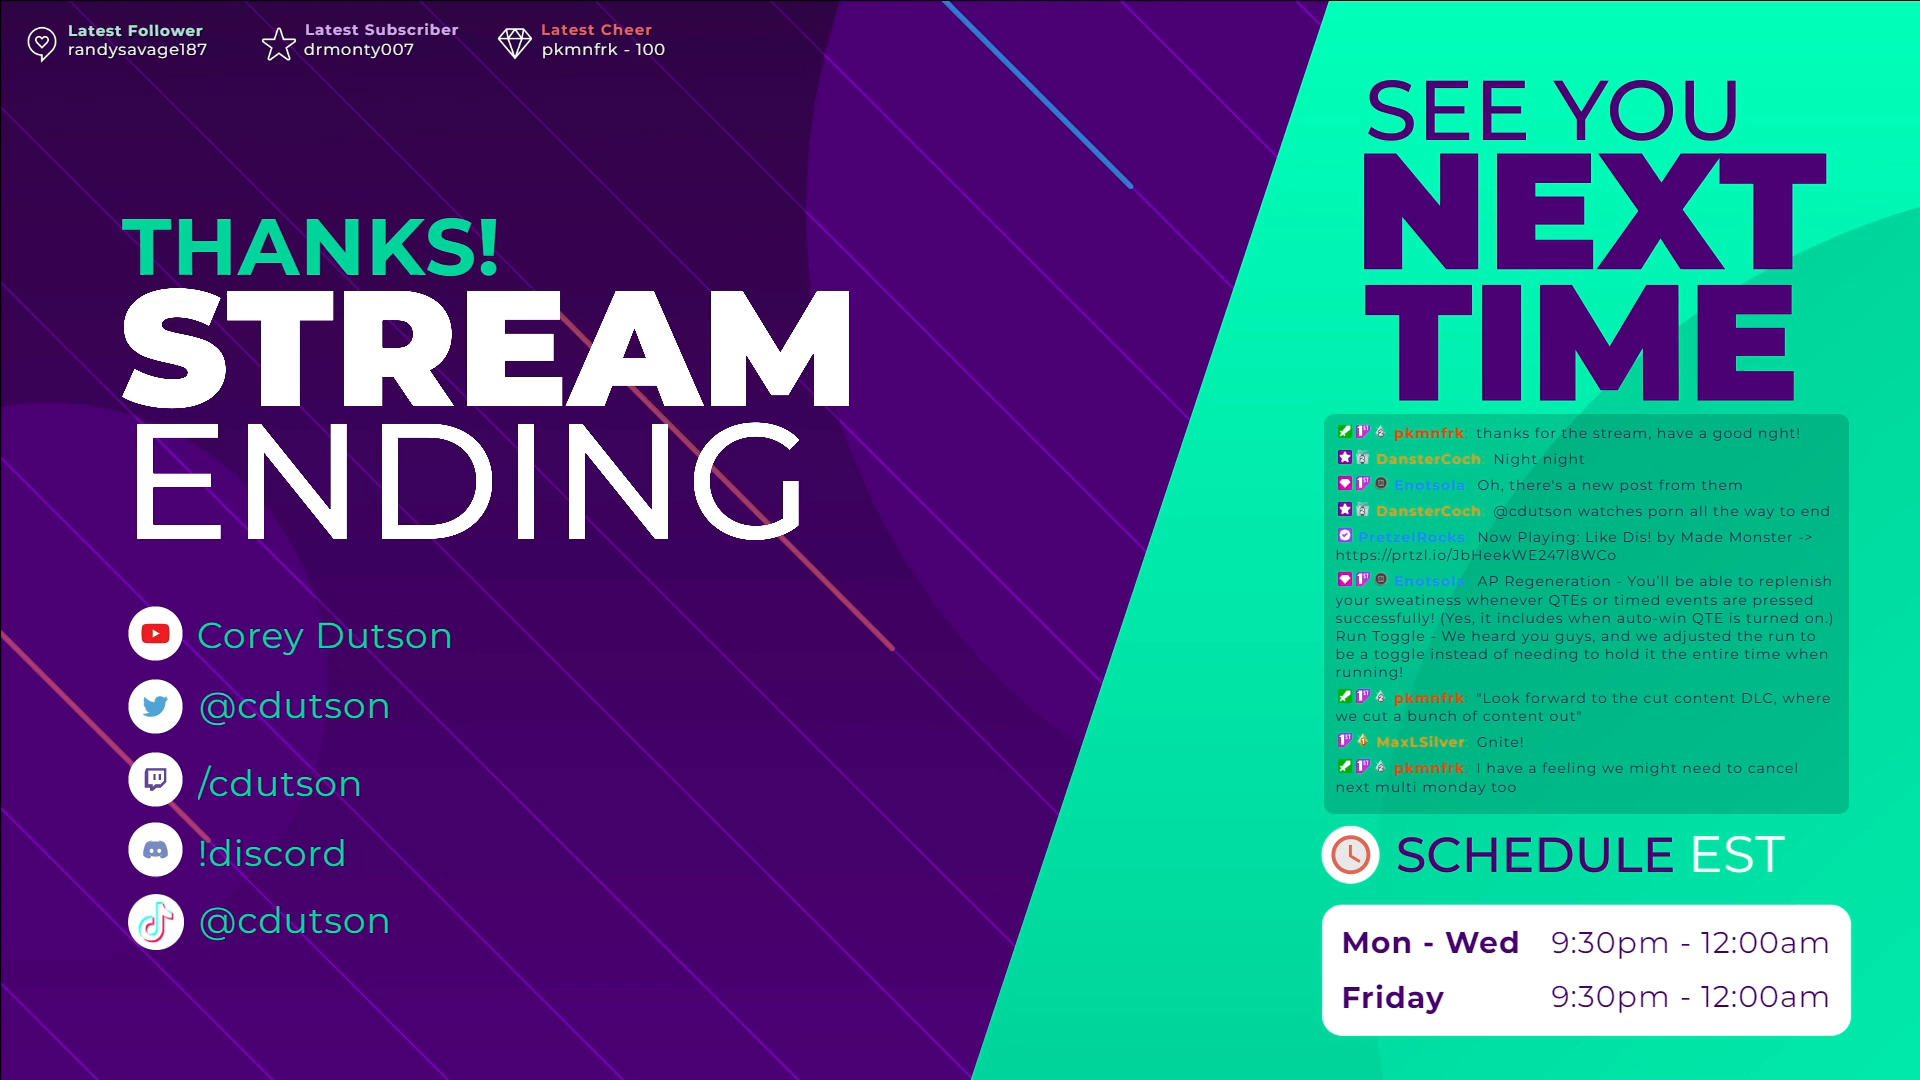 Latest Follower
randysavage187
Latest Subscriber
drmonty007
Latest Cheer
pkmnfrk - 100
THANKS!
STREAM
ENDING
Corey Dutson
@cdutson
/cdutson
!discord
@cdutson
SEE YOU
NEXT
TIME
pkmnfrk: thanks for the stream, have a good nght!
DansterCoch: Night night
Enotsola: Oh, there's a new post from them
DansterCoch: @cdutson watches porn all the way to end
PretzelRocks: Now Playing: Like Dis! by Made Monster ->
https://prtzl.io/JbHeekWE247I8WCo
Enotsola: AP Regeneration - You'll be able to replenish
your sweatiness whenever QTEs or timed events are pressed
successfully! (Yes, it includes when auto-win QTE is turned on.)
Run Toggle - We heard you guys, and we adjusted the run to
be a toggle instead of needing to hold it the entire time when
running!
pkmnfrk: "Look forward to the cut content DLC, where
we cut a bunch of content out"
MaxLSilver: Gnite!
pkmnfrk: I have a feeling we might need to cancel
next multi monday too
SCHEDULE EST
Mon - Wed 9:30pm - 12:00am
Friday 9:30pm - 12:00am